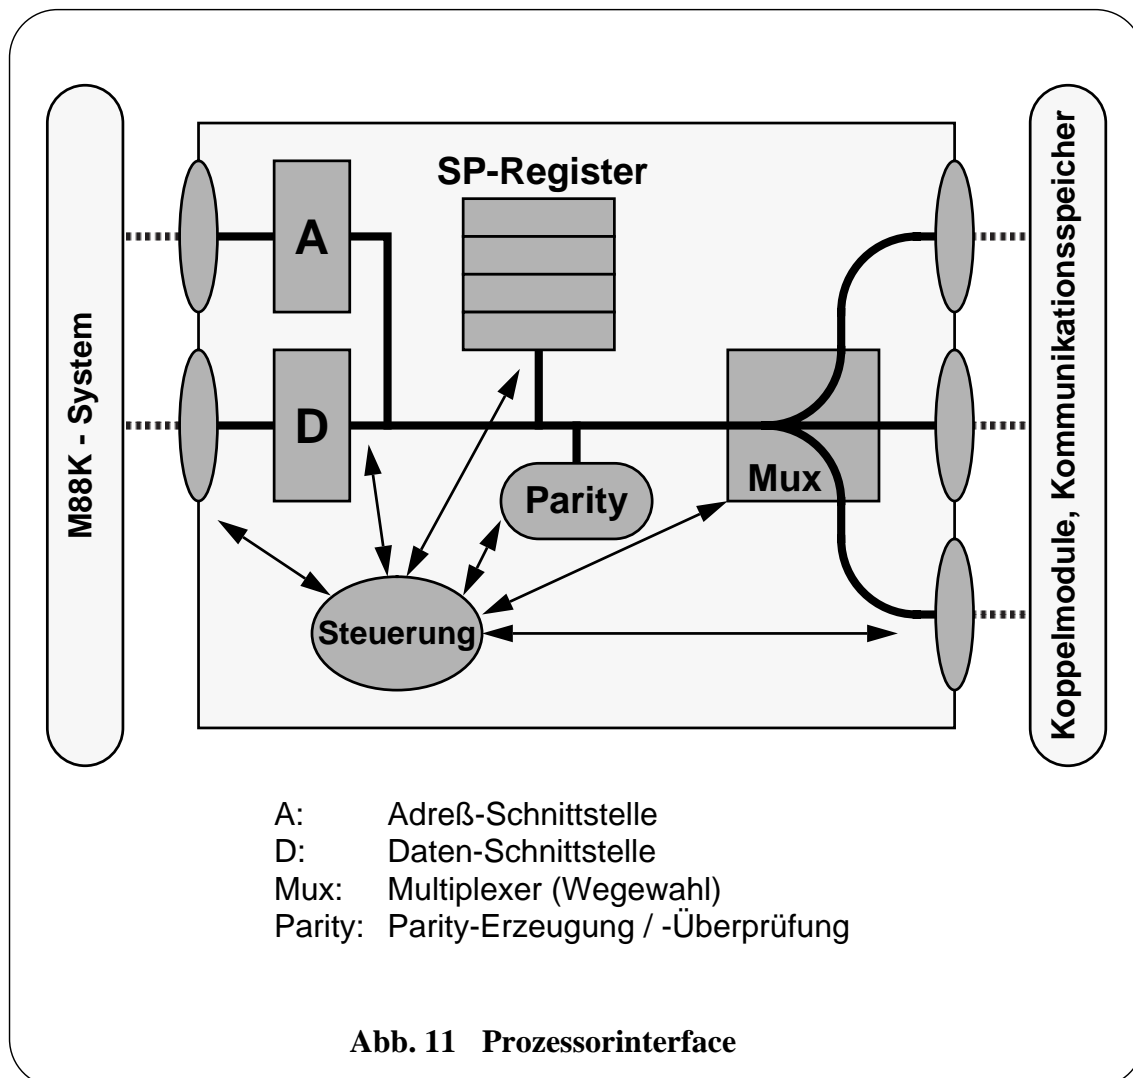 M88K - System
SP-Register
A
D
Mux
Parity
Steuerung
Koppelmodule, Kommunikationsspeicher
A: Adreß-Schnittstelle
D: Daten-Schnittstelle
Mux: Multiplexer (Wegewahl)
Parity: Parity-Erzeugung / -Überprüfung
Abb. 11 Prozessorinterface